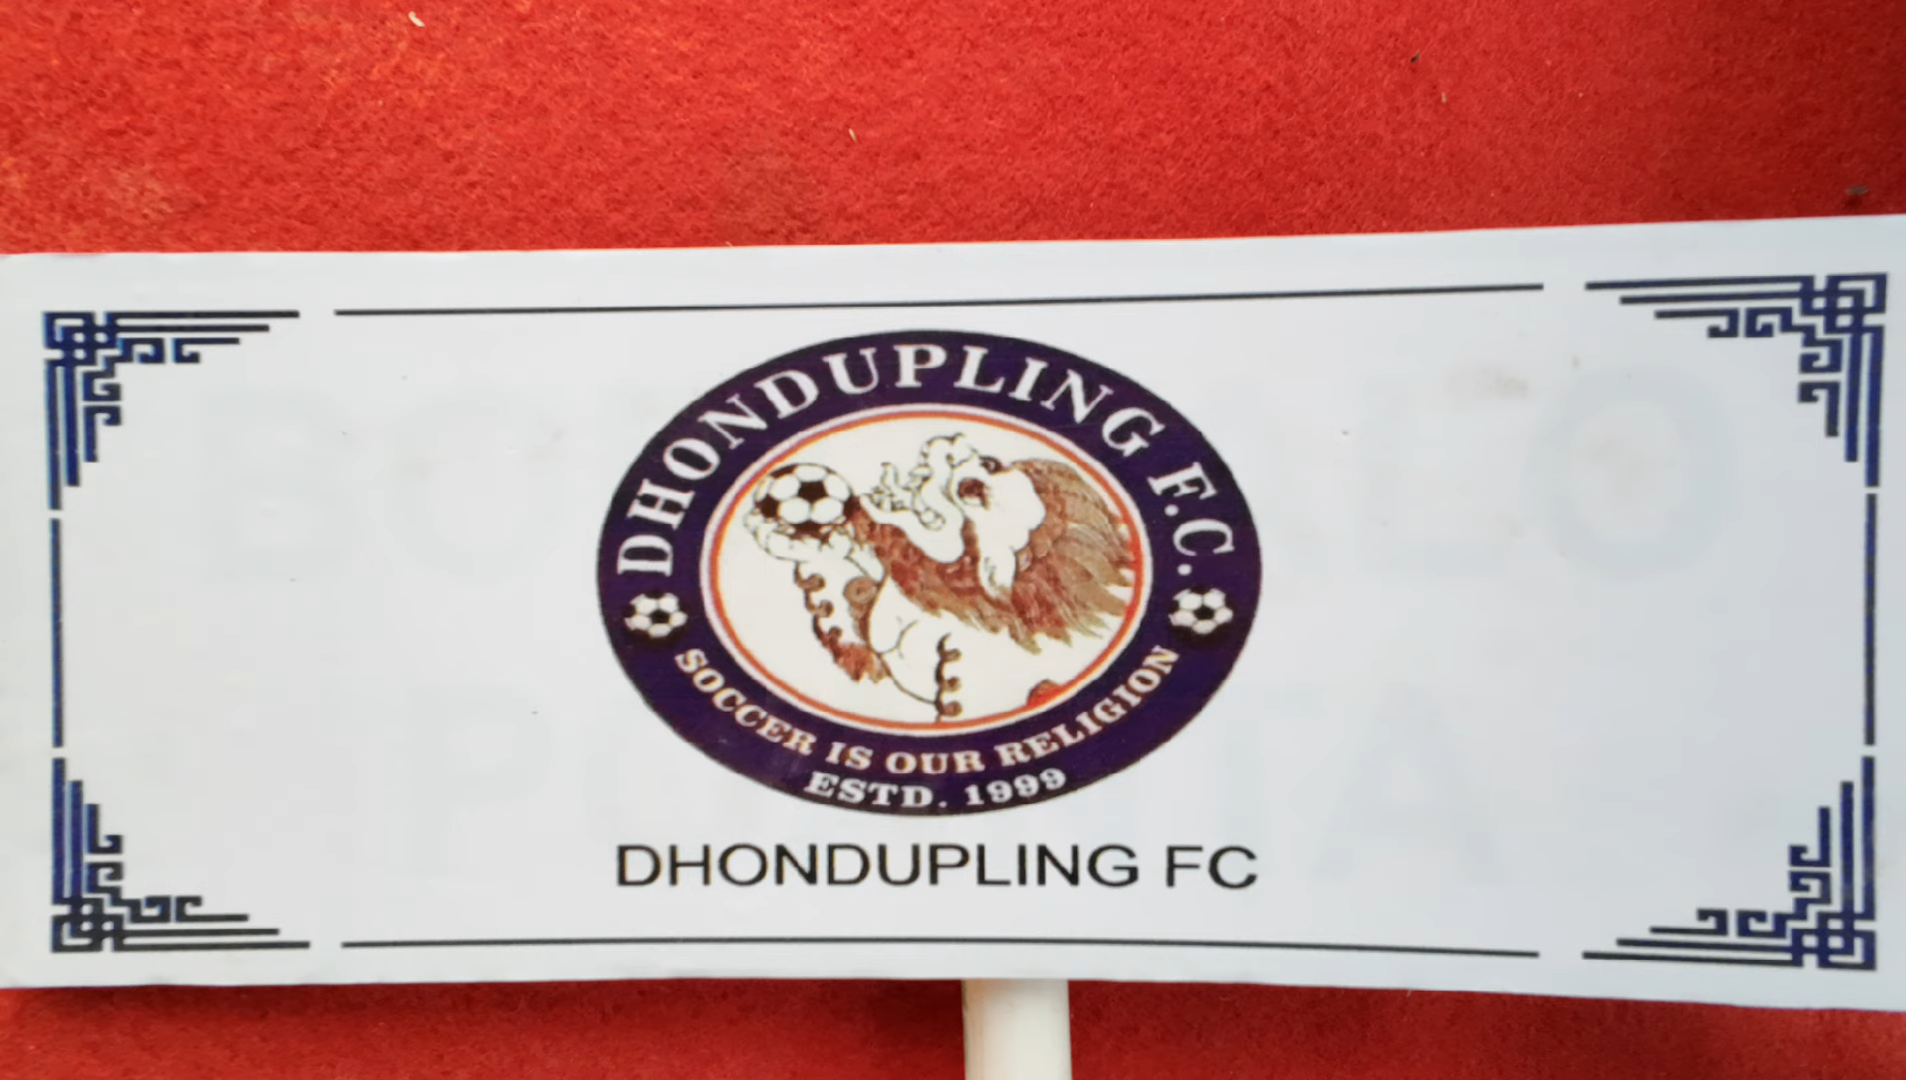 DHONDUPLING F.C.
SOCCER IS OUR RELIGION
ESTD. 1999
DHONDUPLING FC